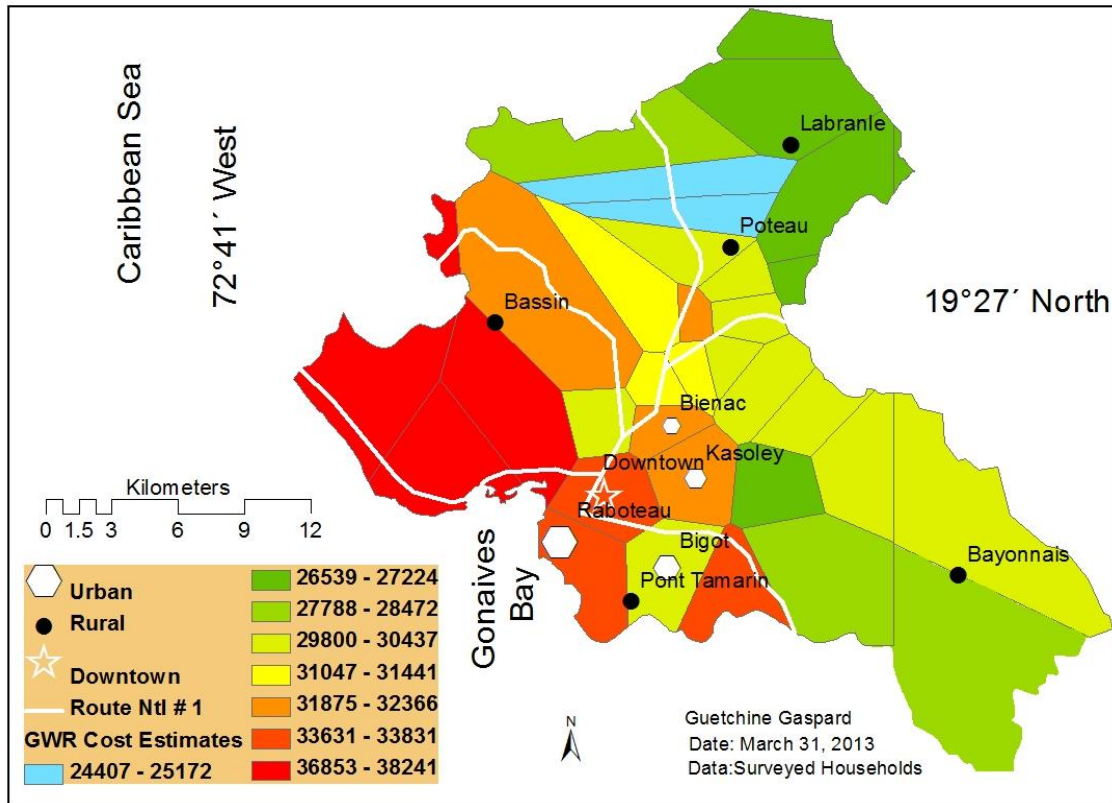 Caribbean Sea
72°41´ West
19°27´ North
Labranle
Poteau
Bassin
Bienac
Kasoley
Downtown
Raboteau
Bigot
Pont Tamarin
Bayonnais
Gonaives
Bay
Kilometers
0 1.5 3 6 9 12
Urban
Rural
Downtown
Route Ntl # 1
GWR Cost Estimates
24407 - 25172
26539 - 27224
27788 - 28472
29800 - 30437
31047 - 31441
31875 - 32366
33631 - 33831
36853 - 38241
N
Guetchine Gaspard
Date: March 31, 2013
Data:Surveyed Households